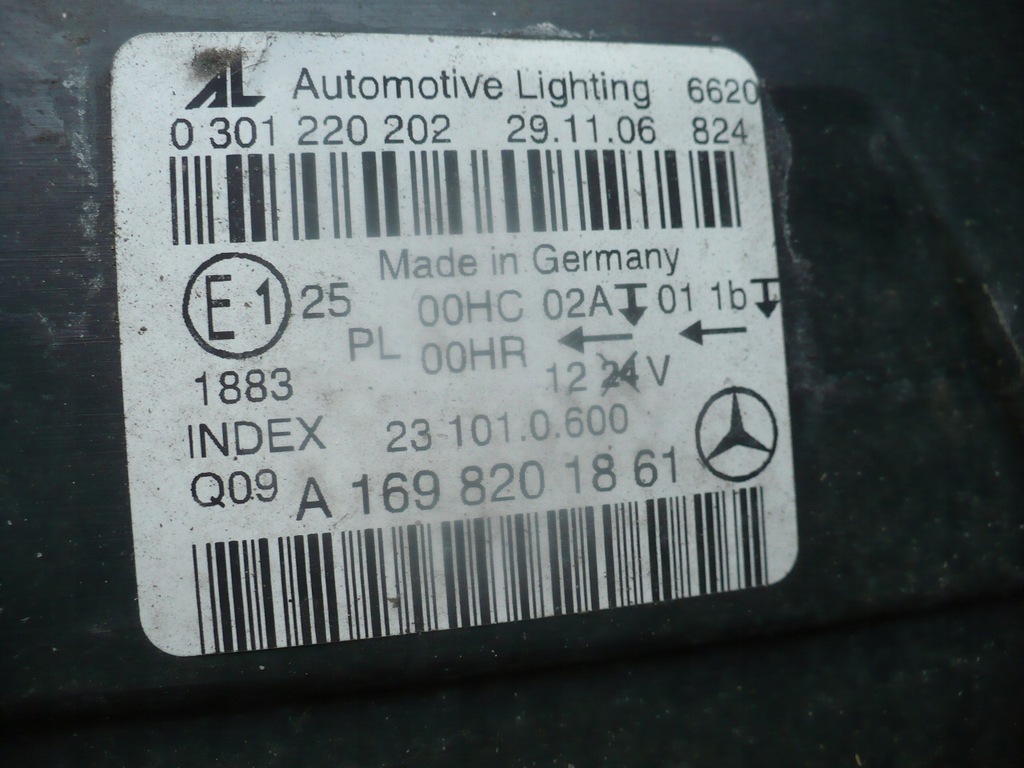 AL Automotive Lighting 6620
0 301 220 202 29.11.06 824
Made in Germany
E1 25 00HC 02A 01 1b
PL 00HR
1883 12 24 V
INDEX 23 101.0.600
Q09 A 169 820 18 61